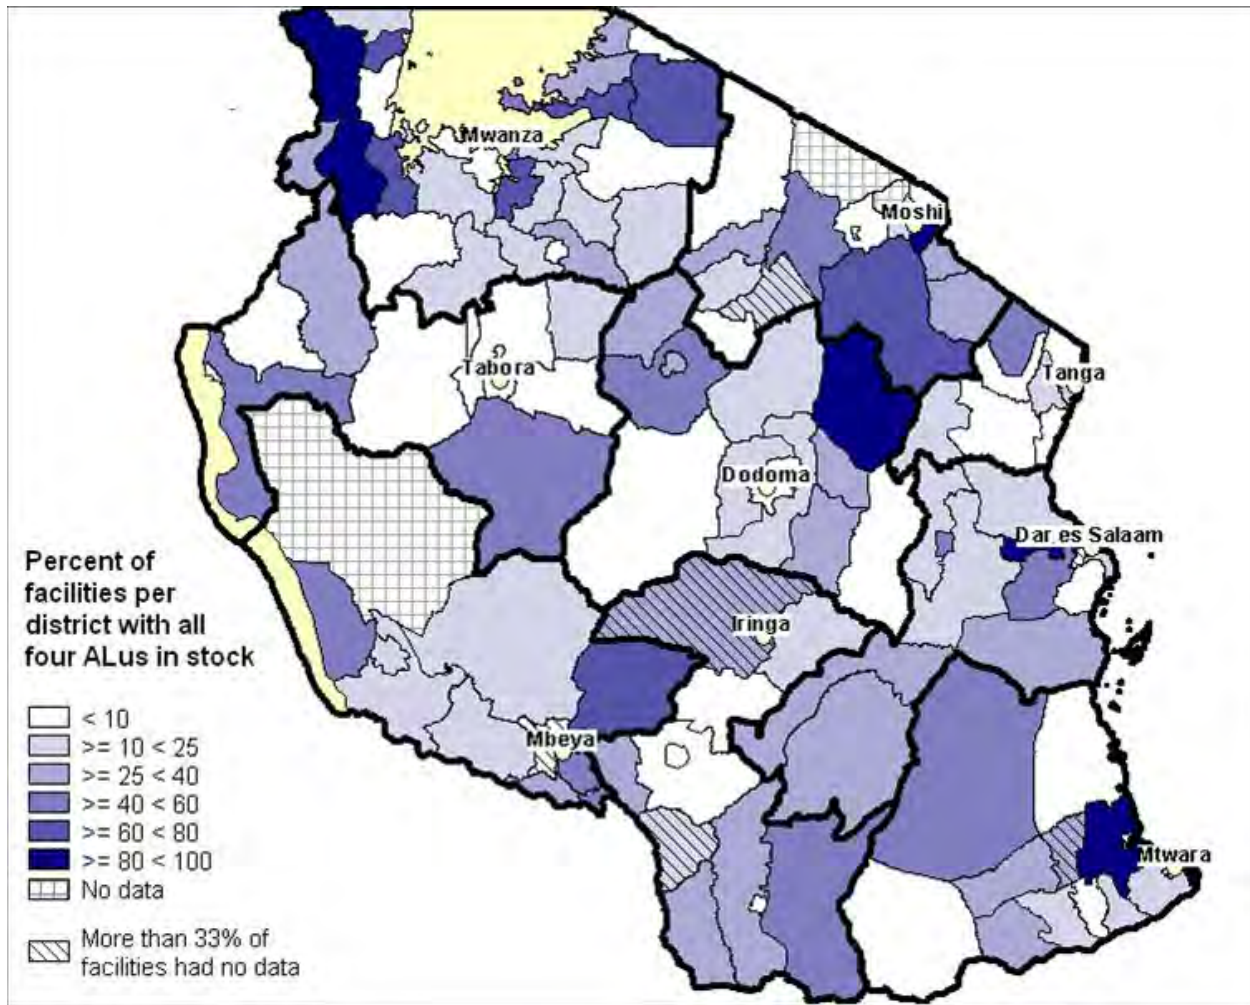 Mwanza
Moshi
Tabora
Tanga
Dodoma
Dar es Salaam
Iringa
Mbeya
Mtwara
Percent of
facilities per
district with all
four ALus in stock
< 10
>= 10 < 25
>= 25 < 40
>= 40 < 60
>= 60 < 80
>= 80 < 100
No data
More than 33% of
facilities had no data